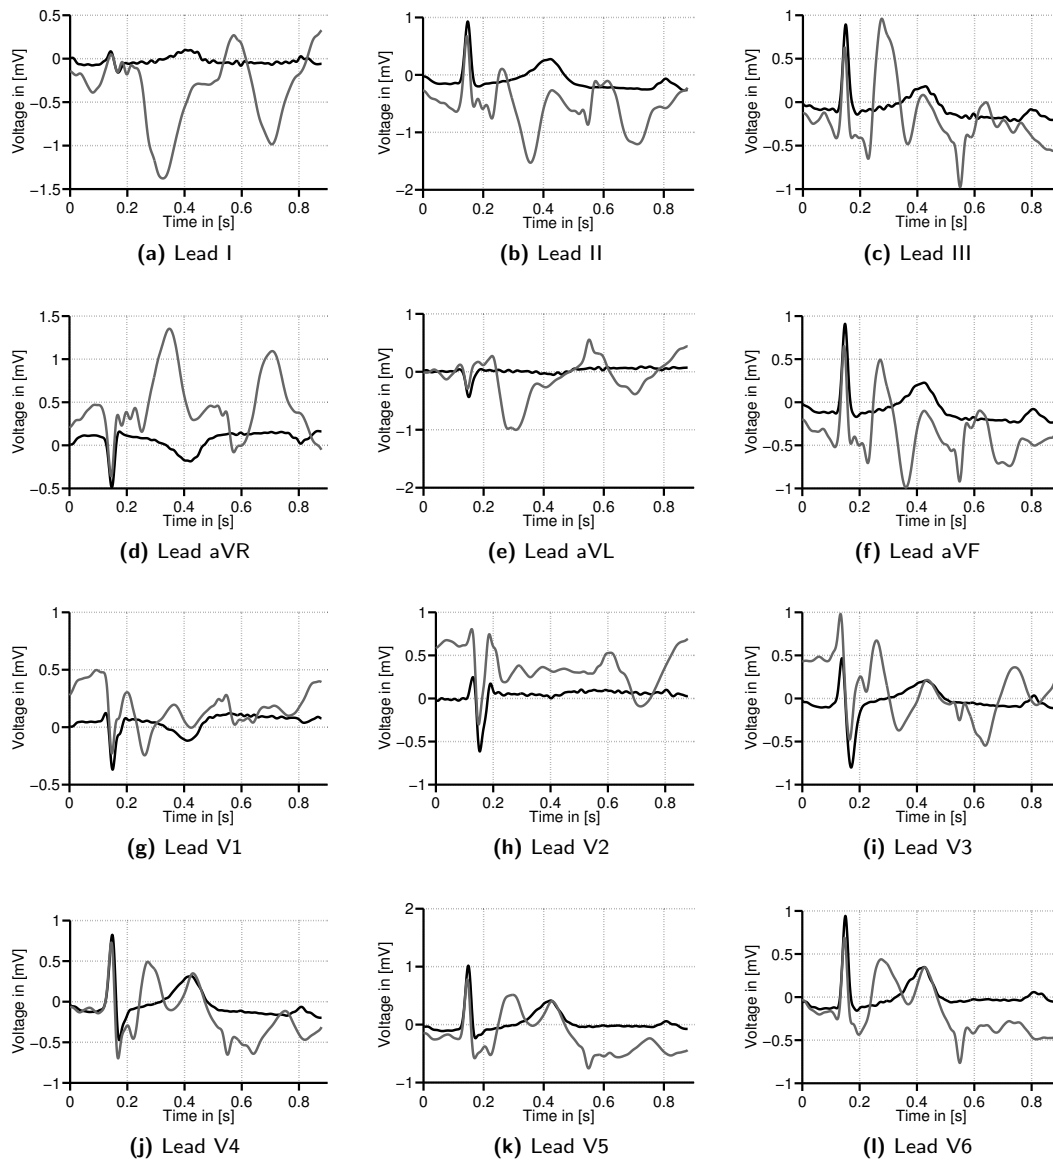 0.5
0
−0.5
−1
−1.5
Voltage in [mV]
0 0.2 0.4 0.6 0.8
Time in [s]
(a) Lead I
1
0
−1
−2
Voltage in [mV]
0 0.2 0.4 0.6 0.8
Time in [s]
(b) Lead II
1
0.5
0
−0.5
−1
Voltage in [mV]
0 0.2 0.4 0.6 0.8
Time in [s]
(c) Lead III
1.5
1
0.5
0
−0.5
Voltage in [mV]
0 0.2 0.4 0.6 0.8
Time in [s]
(d) Lead aVR
1
0
−1
−2
Voltage in [mV]
0 0.2 0.4 0.6 0.8
Time in [s]
(e) Lead aVL
1
0.5
0
−0.5
−1
Voltage in [mV]
0 0.2 0.4 0.6 0.8
Time in [s]
(f) Lead aVF
1
0.5
0
−0.5
Voltage in [mV]
0 0.2 0.4 0.6 0.8
Time in [s]
(g) Lead V1
1
0.5
0
−0.5
−1
Voltage in [mV]
0 0.2 0.4 0.6 0.8
Time in [s]
(h) Lead V2
1
0.5
0
−0.5
−1
Voltage in [mV]
0 0.2 0.4 0.6 0.8
Time in [s]
(i) Lead V3
1
0.5
0
−0.5
−1
Voltage in [mV]
0 0.2 0.4 0.6 0.8
Time in [s]
(j) Lead V4
2
1
0
−1
Voltage in [mV]
0 0.2 0.4 0.6 0.8
Time in [s]
(k) Lead V5
1
0.5
0
−0.5
−1
Voltage in [mV]
0 0.2 0.4 0.6 0.8
Time in [s]
(l) Lead V6